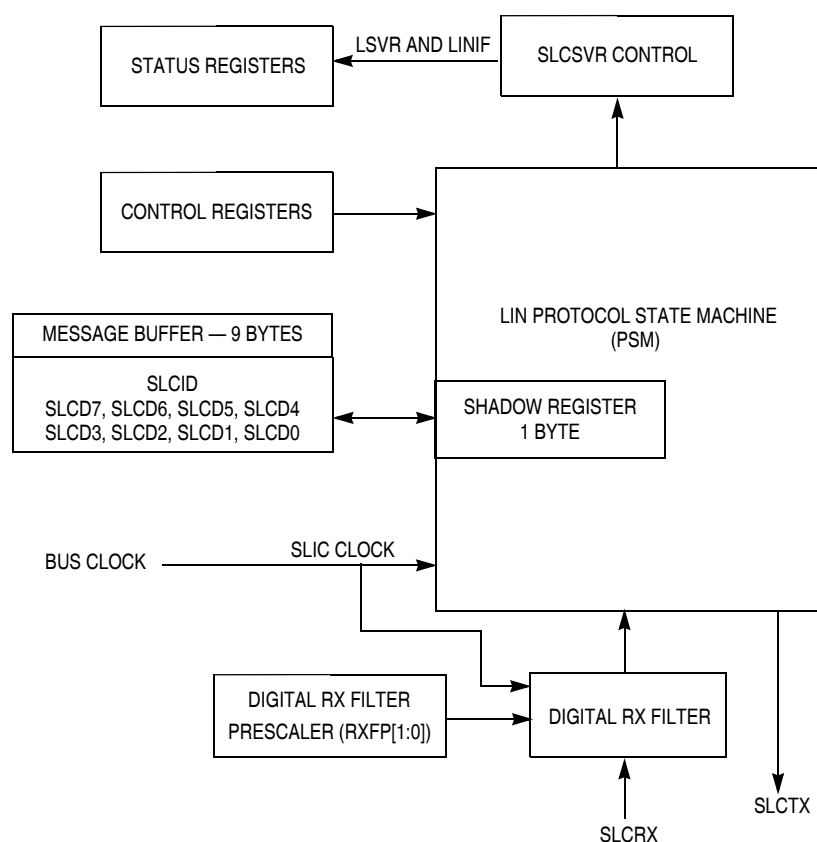 LSVR AND LINIF
STATUS REGISTERS
SLCSVR CONTROL
CONTROL REGISTERS
MESSAGE BUFFER — 9 BYTES
SLCID
SLCD7, SLCD6, SLCD5, SLCD4
SLCD3, SLCD2, SLCD1, SLCD0
LIN PROTOCOL STATE MACHINE
(PSM)
SHADOW REGISTER
1 BYTE
BUS CLOCK
SLIC CLOCK
DIGITAL RX FILTER
PRESCALER (RXFP[1:0])
DIGITAL RX FILTER
SLCTX
SLCRX